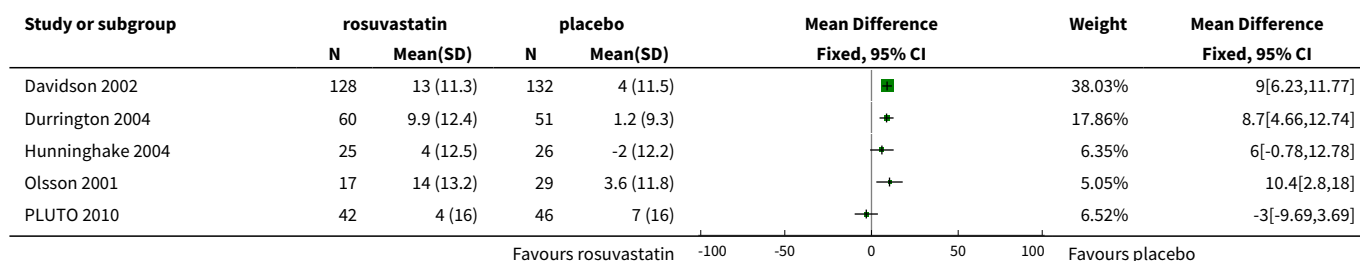 Study or subgroup rosuvastatin placebo Mean Difference Weight Mean Difference
N Mean(SD) N Mean(SD) Fixed, 95% CI Fixed, 95% CI
Davidson 2002 128 13 (11.3) 132 4 (11.5) 38.03% 9[6.23,11.77]
Durrington 2004 60 9.9 (12.4) 51 1.2 (9.3) 17.86% 8.7[4.66,12.74]
Hunninghake 2004 25 4 (12.5) 26 -2 (12.2) 6.35% 6[-0.78,12.78]
Olsson 2001 17 14 (13.2) 29 3.6 (11.8) 5.05% 10.4[2.8,18]
PLUTO 2010 42 4 (16) 46 7 (16) 6.52% -3[-9.69,3.69]
Favours rosuvastatin -100 -50 0 50 100 Favours placebo